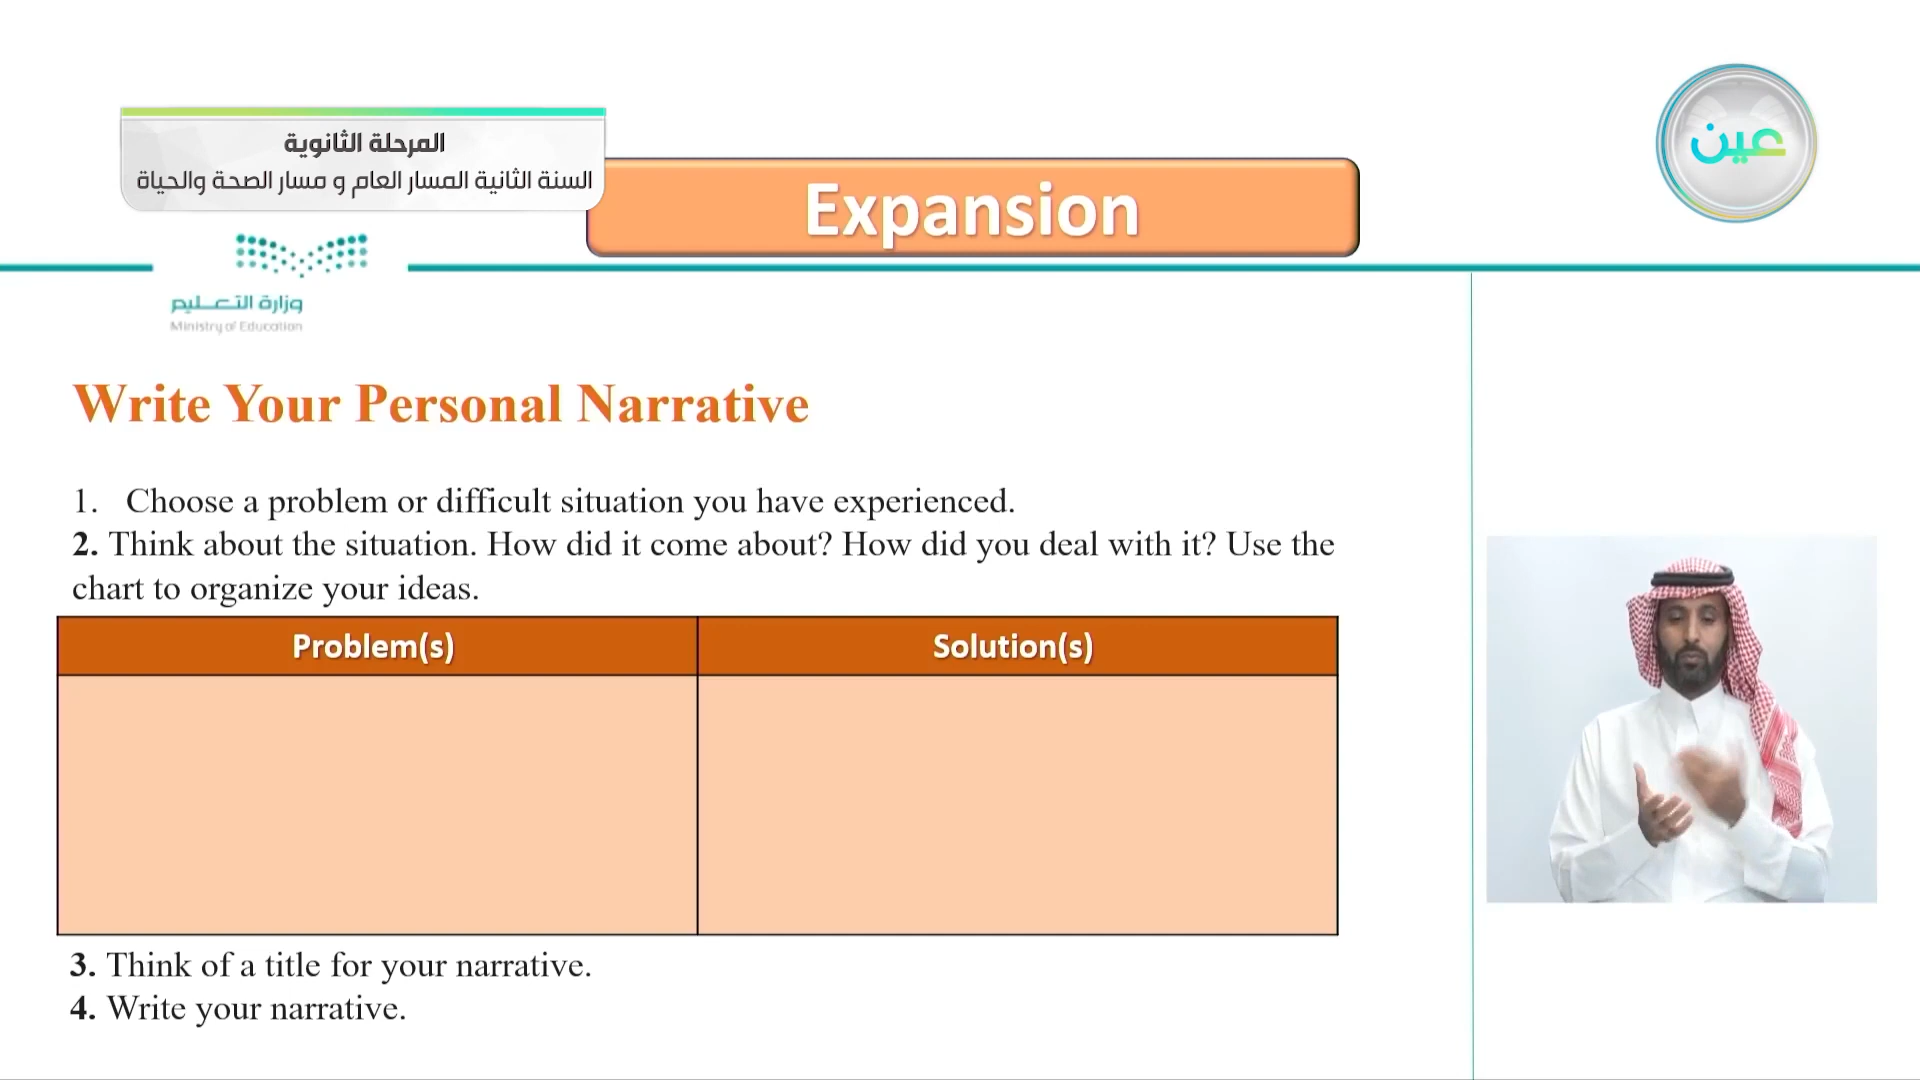 المرحلة الثانوية
السنة الثانية المسار العام و مسار الصحة والحياة
عين
Expansion
وزارة التعليم
Ministry of Education
Write Your Personal Narrative
1. Choose a problem or difficult situation you have experienced.
2. Think about the situation. How did it come about? How did you deal with it? Use the
chart to organize your ideas.
Problem(s)
Solution(s)
3. Think of a title for your narrative.
4. Write your narrative.